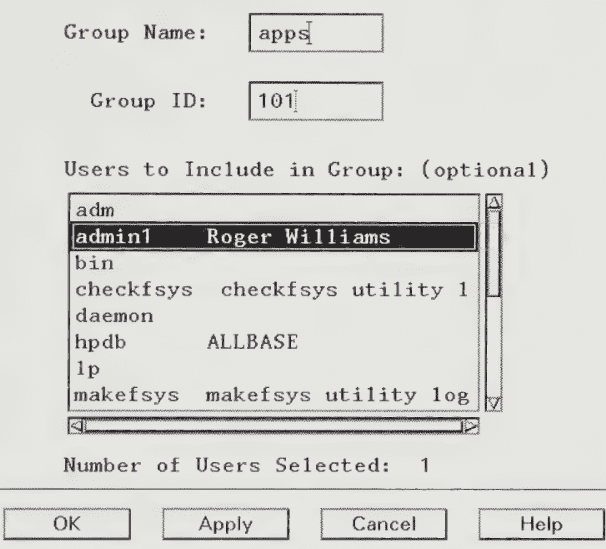 Group Name: apps
Group ID: 101
Users to Include in Group: (optional)
adm
admin1 Roger Williams
bin
checkfsys checkfsys utility l
daemon
hpdb ALLBASE
lp
makefsys makefsys utility log
Number of Users Selected: 1
OK Apply Cancel Help